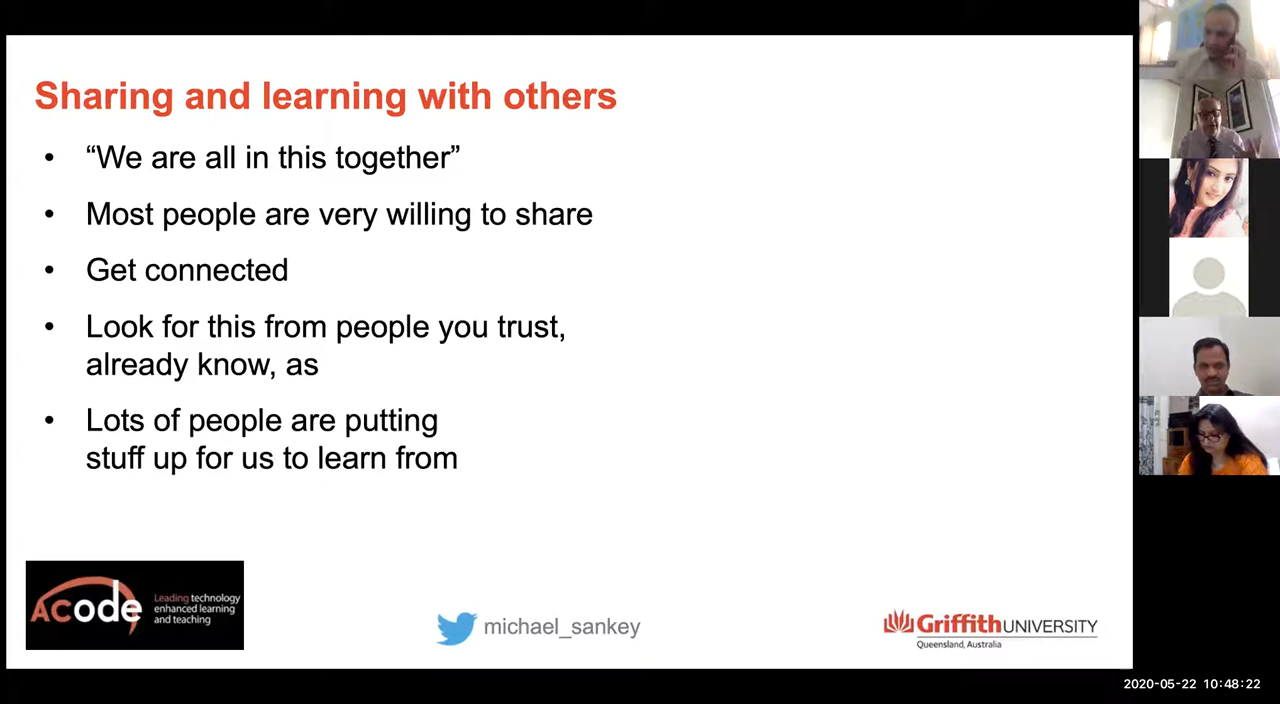 Sharing and learning with others
• “We are all in this together”
• Most people are very willing to share
• Get connected
• Look for this from people you trust,
already know, as
• Lots of people are putting
stuff up for us to learn from
ACode
Leading technology
enhanced learning
and teaching
michael_sankey
Griffith UNIVERSITY
Queensland, Australia
2020-05-22 10:48:22